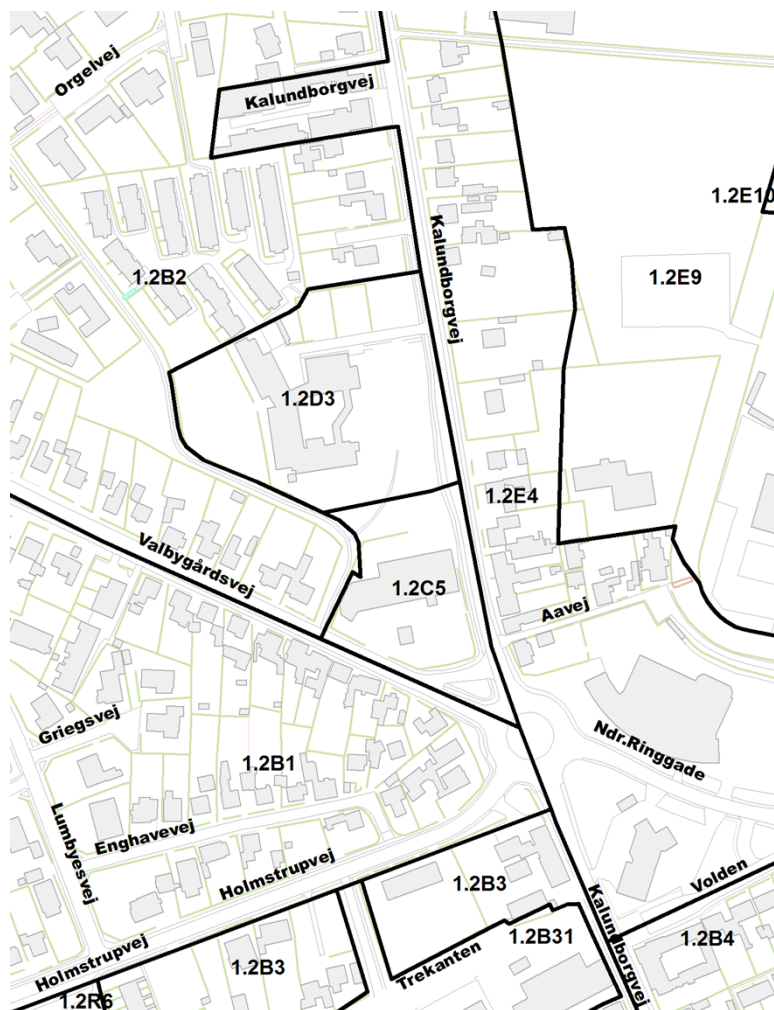 Orgelvej
Kalundborgvej
1.2E10
Kalundborgvej
1.2B2
1.2E9
1.2D3
1.2E4
Valbygårdsvej
1.2C5
Aavej
Griegsvej
Ndr.Ringgade
1.2B1
Lumbyesvej
Enghavevej
Holmstrupvej
1.2B3
Volden
Kalundborgvej
1.2B31
1.2B4
Holmstrupvej
1.2B3
Trekanten
1.2R6